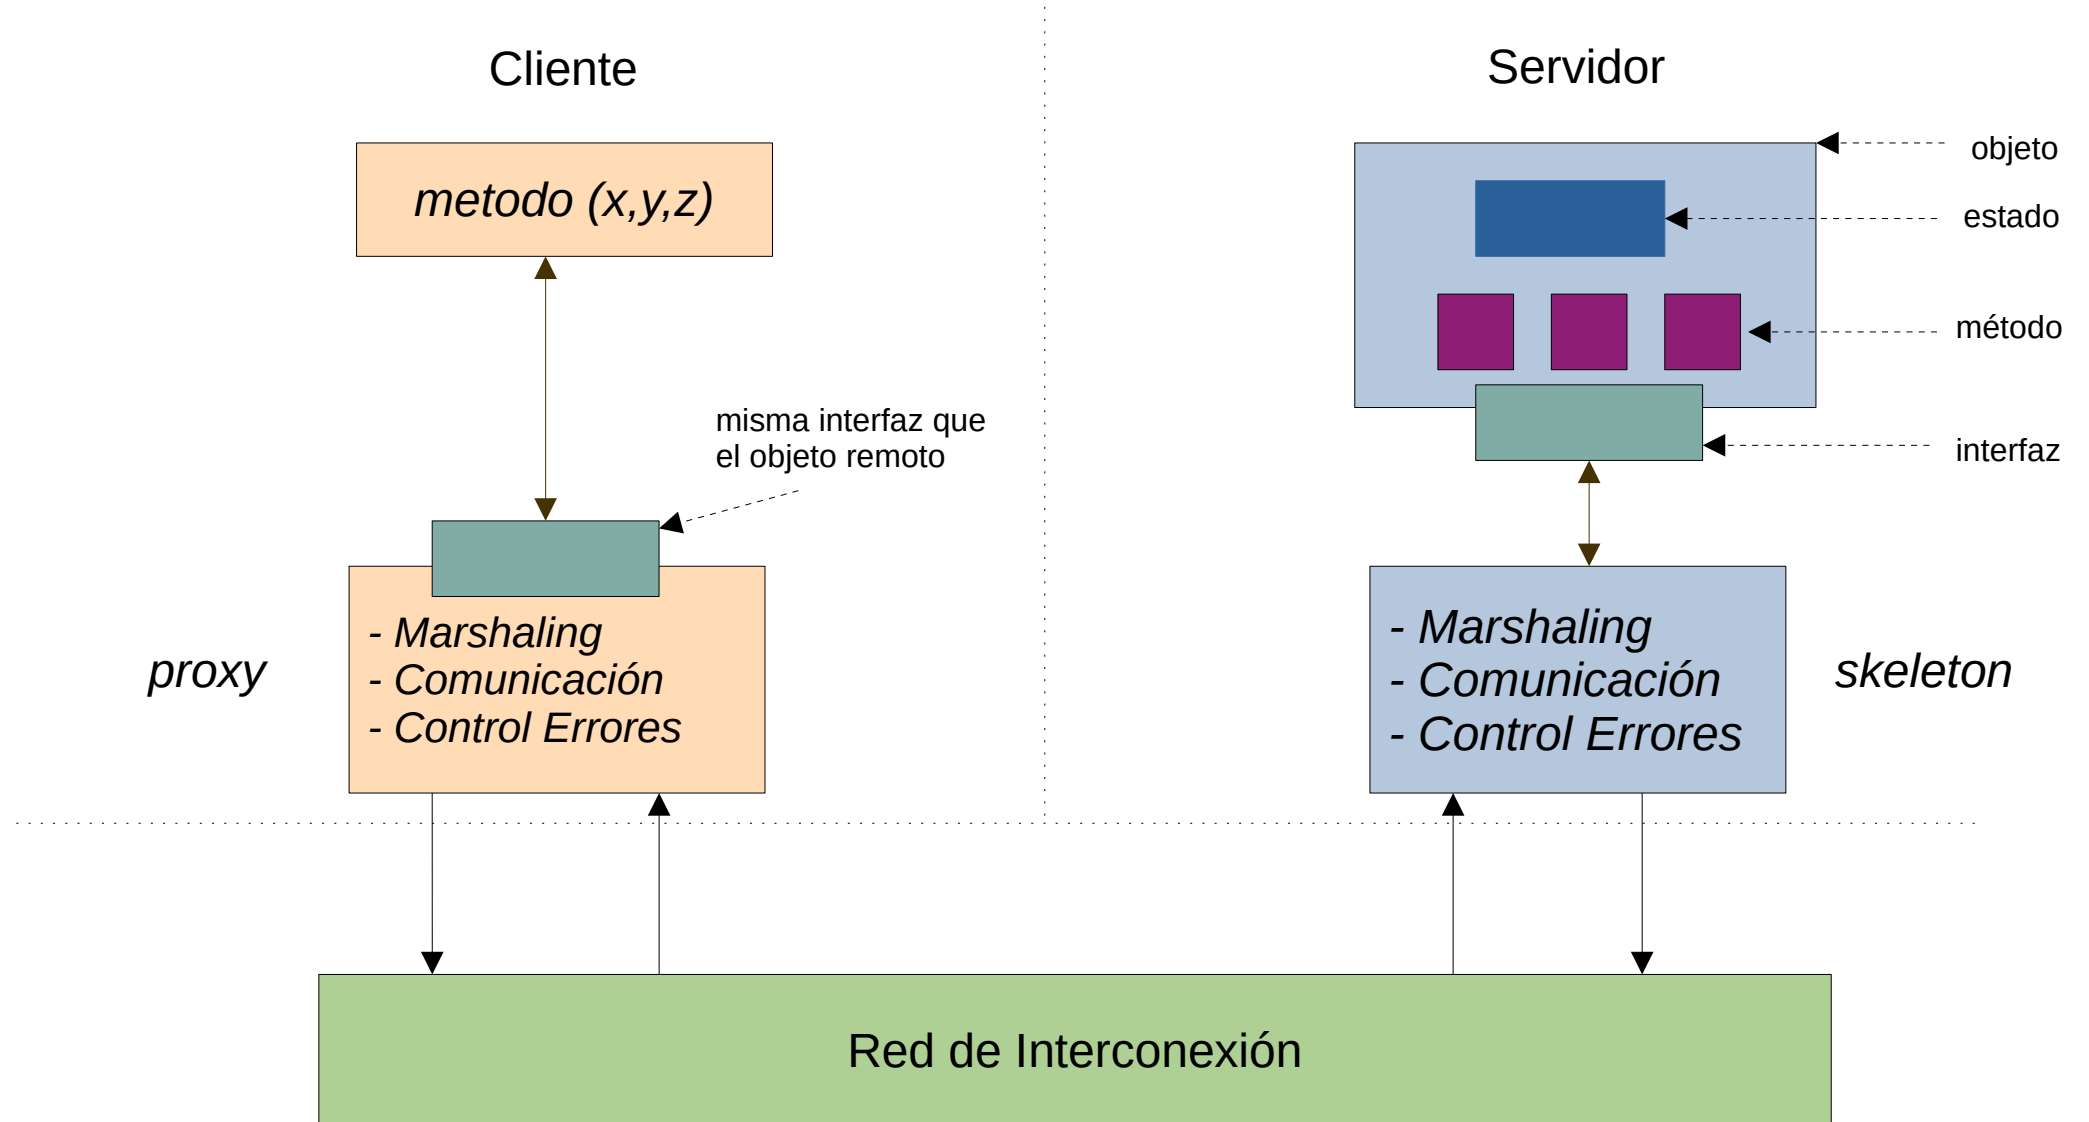 Cliente
Servidor
metodo (x,y,z)
objeto
estado
método
interfaz
misma interfaz que
el objeto remoto
proxy
- Marshaling
- Comunicación
- Control Errores
- Marshaling
- Comunicación
- Control Errores
skeleton
Red de Interconexión